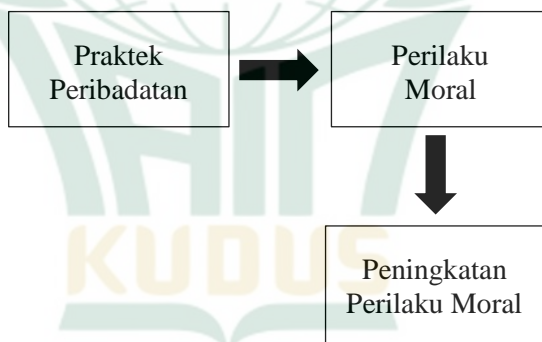 Praktek
Peribadatan
Perilaku
Moral
KUDUS
Peningkatan
Perilaku Moral